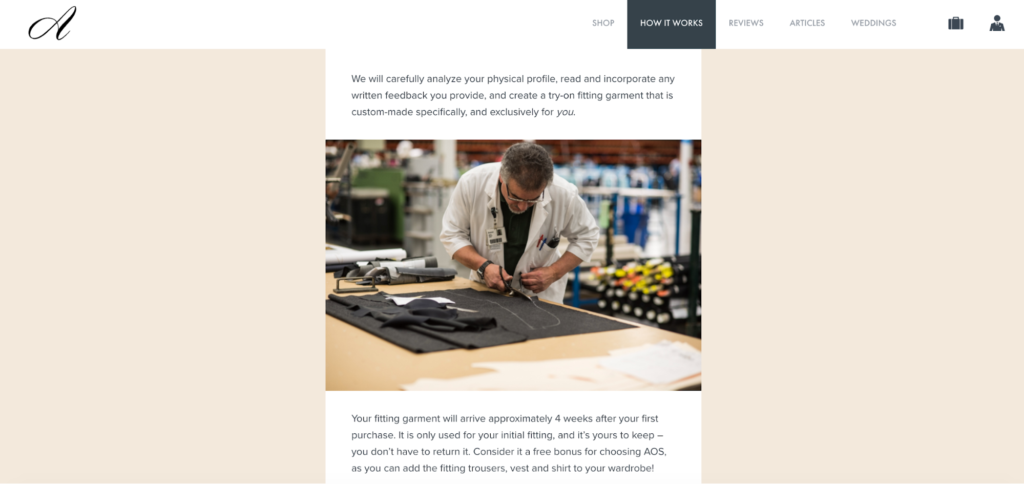 A
SHOP HOW IT WORKS REVIEWS ARTICLES WEDDINGS
We will carefully analyze your physical profile, read and incorporate any
written feedback you provide, and create a try-on fitting garment that is
custom-made specifically, and exclusively for you.
Your fitting garment will arrive approximately 4 weeks after your first
purchase. It is only used for your initial fitting, and it's yours to keep –
you don't have to return it. Consider it a free bonus for choosing AOS,
as you can add the fitting trousers, vest and shirt to your wardrobe!